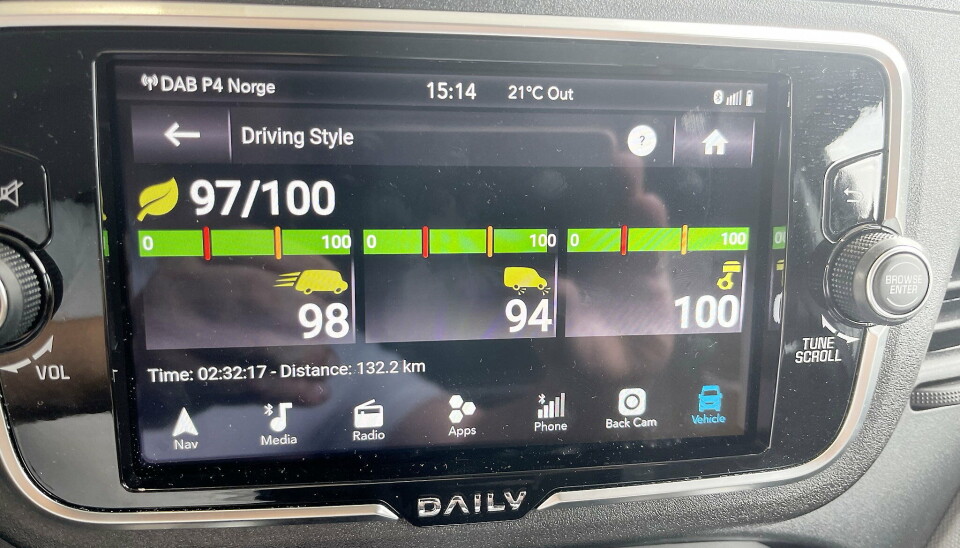 DAB P4 Norge 15:14 21°C Out
Driving Style ?
97/100
0 100 0 100 0 100
98 94 100
Time: 02:32:17 - Distance: 132.2 km
Nav Media Radio Apps Phone Back Cam Vehicle
VOL
BROWSE
ENTER
TUNE
SCROLL
DAILY